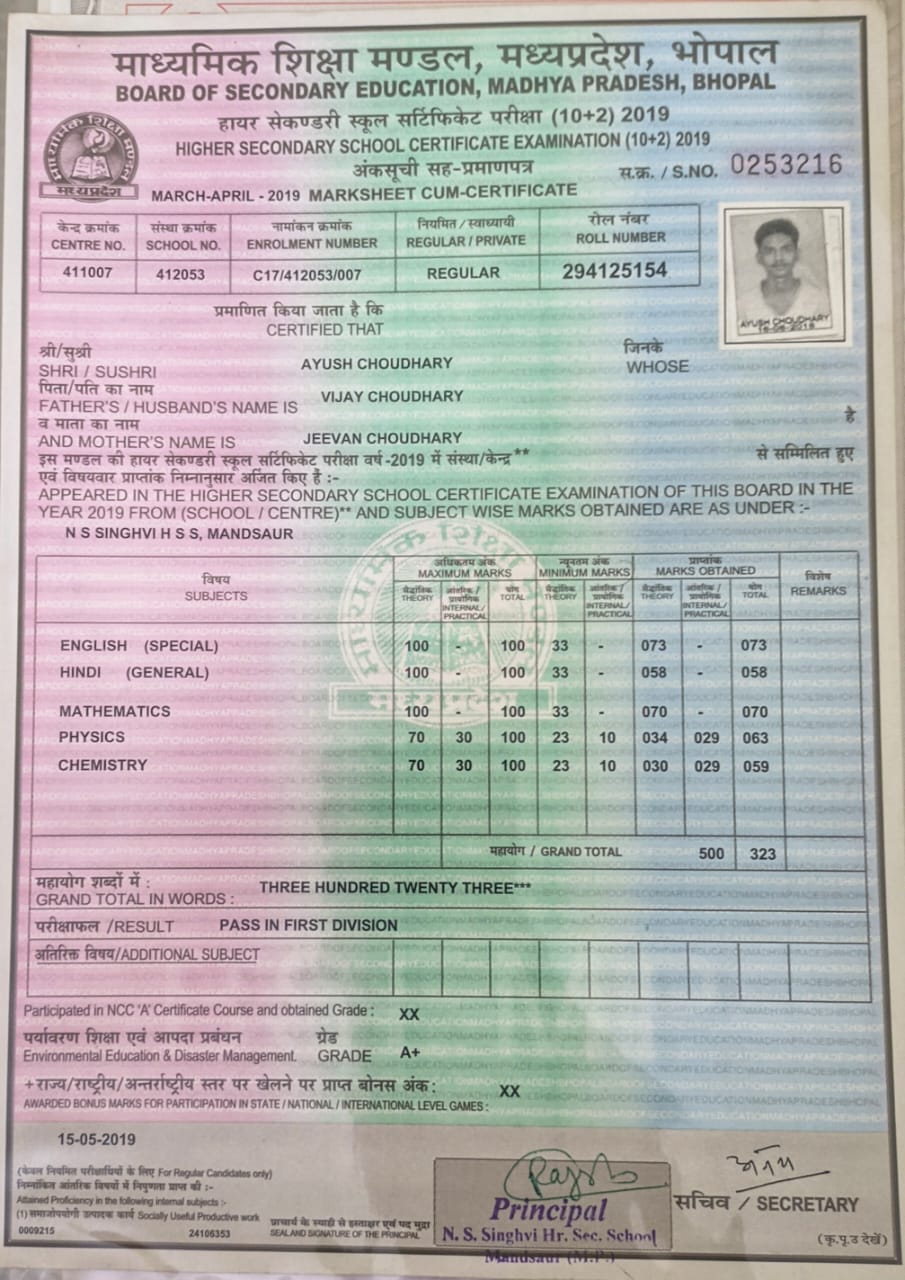 माध्यमिक शिक्षा मण्डल, मध्यप्रदेश, भोपाल
BOARD OF SECONDARY EDUCATION, MADHYA PRADESH, BHOPAL
हायर सेकण्डरी स्कूल सर्टिफिकेट परीक्षा (10+2) 2019
HIGHER SECONDARY SCHOOL CERTIFICATE EXAMINATION (10+2) 2019
अंकसूची सह-प्रमाणपत्र
स.क्र. / S.NO. 0253216
MARCH-APRIL - 2019 MARKSHEET CUM-CERTIFICATE
माध्यमिक शिक्षा मण्डल
मध्यप्रदेश
केन्द्र क्रमांक संस्था क्रमांक नामांकन क्रमांक नियमित / स्वाध्यायी रोल नंबर
CENTRE NO. SCHOOL NO. ENROLMENT NUMBER REGULAR / PRIVATE ROLL NUMBER
411007 412053 C17/412053/007 REGULAR 294125154
AYUSH CHOUDHARY
प्रमाणित किया जाता है कि
CERTIFIED THAT
श्री/सुश्री जिनके
SHRI / SUSHRI AYUSH CHOUDHARY WHOSE
पिता/पति का नाम
FATHER'S / HUSBAND'S NAME IS VIJAY CHOUDHARY
व माता का नाम है
AND MOTHER'S NAME IS JEEVAN CHOUDHARY
इस मण्डल की हायर सेकण्डरी स्कूल सर्टिफिकेट परीक्षा वर्ष-2019 में संस्था/केन्द्र** से सम्मिलित हुए
एवं विषयवार प्राप्तांक निम्नानुसार अर्जित किए है :-
APPEARED IN THE HIGHER SECONDARY SCHOOL CERTIFICATE EXAMINATION OF THIS BOARD IN THE
YEAR 2019 FROM (SCHOOL / CENTRE)** AND SUBJECT WISE MARKS OBTAINED ARE AS UNDER :-
N S SINGHVI H S S, MANDSAUR
विषय अधिकतम अंक न्यूनतम अंक प्राप्तांक विशेष
SUBJECTS MAXIMUM MARKS MINIMUM MARKS MARKS OBTAINED REMARKS
सैद्धांतिक आंतरिक / प्रायोगिक योग सैद्धांतिक आंतरिक / प्रायोगिक सैद्धांतिक आंतरिक / प्रायोगिक योग
THEORY INTERNAL/ PRACTICAL TOTAL THEORY INTERNAL/ PRACTICAL THEORY INTERNAL/ PRACTICAL TOTAL
ENGLISH (SPECIAL) 100 - 100 33 - 073 - 073
HINDI (GENERAL) 100 - 100 33 - 058 - 058
MATHEMATICS 100 - 100 33 - 070 - 070
PHYSICS 70 30 100 23 10 034 029 063
CHEMISTRY 70 30 100 23 10 030 029 059
महायोग / GRAND TOTAL 500 323
महायोग शब्दों में :
GRAND TOTAL IN WORDS : THREE HUNDRED TWENTY THREE***
परीक्षाफल /RESULT PASS IN FIRST DIVISION
अतिरिक्त विषय/ADDITIONAL SUBJECT
Participated in NCC 'A' Certificate Course and obtained Grade : XX
पर्यावरण शिक्षा एवं आपदा प्रबंधन ग्रेड
Environmental Education & Disaster Management. GRADE A+
+राज्य/राष्ट्रीय/अन्तर्राष्ट्रीय स्तर पर खेलने पर प्राप्त बोनस अंक : XX
AWARDED BONUS MARKS FOR PARTICIPATION IN STATE / NATIONAL / INTERNATIONAL LEVEL GAMES :
15-05-2019
(केवल नियमित परीक्षार्थियों के लिए For Regular Candidates only)
निम्नांकित आंतरिक विषयों में निपुणता प्राप्त की :-
Attained Proficiency in the following internal subjects :-
(1) समाजोपयोगी उत्पादक कार्य Socially Useful Productive work
0009215 24106353
प्राचार्य के स्याही से हस्ताक्षर एवं पद मुद्रा
SEAL AND SIGNATURE OF THE PRINCIPAL
Principal
N. S. Singhvi Hr. Sec. School
Mandsaur (M.P.)
सचिव / SECRETARY
(कृ.पृ.उ देखें)